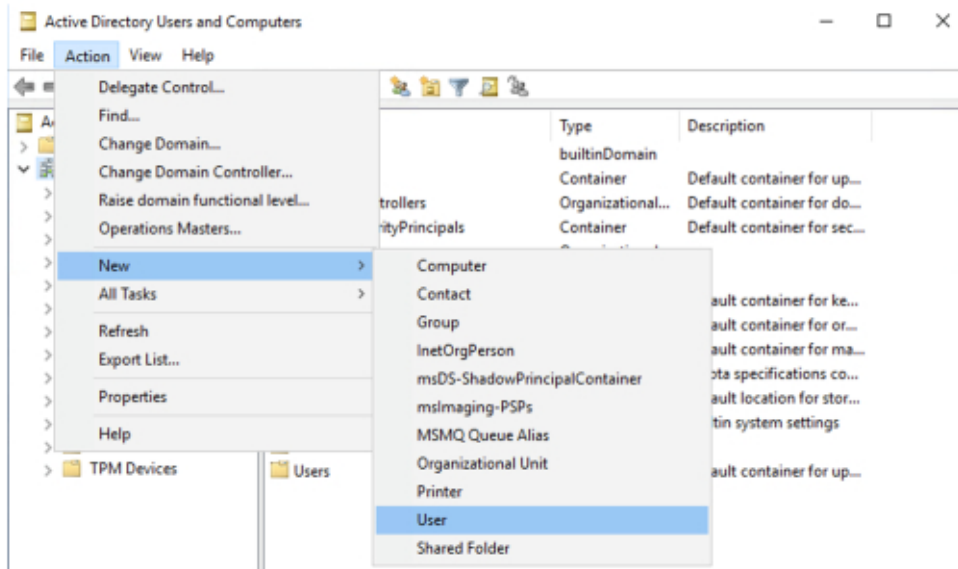 Active Directory Users and Computers
File Action View Help
Delegate Control...
Find...
Change Domain...
Change Domain Controller...
Raise domain functional level...
Operations Masters...
New
All Tasks
Refresh
Export List...
Properties
Help
TPM Devices
Computer
Contact
Group
InetOrgPerson
msDS-ShadowPrincipalContainer
msImaging-PSPs
MSMQ Queue Alias
Organizational Unit
Printer
User
Shared Folder
Type Description
builtinDomain
Container Default container for up...
trollers Organizational... Default container for do...
rityPrincipals Container Default container for sec...
ault container for ke...
ault container for or...
ault container for ma...
ota specifications co...
ault location for stor...
tin system settings
Users ault container for up...